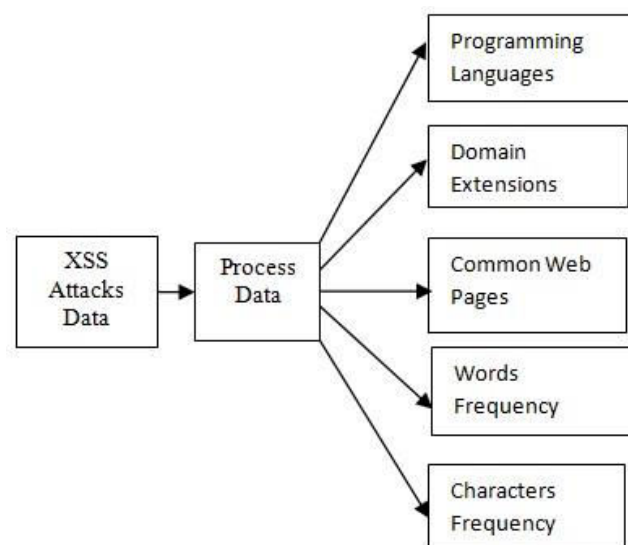 XSS
Attacks
Data
Process
Data
Programming
Languages
Domain
Extensions
Common Web
Pages
Words
Frequency
Characters
Frequency